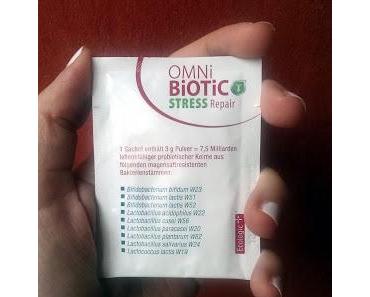 OMNi
BiOTiC
STRESS Repair
1 Sachet enthält 3 g Pulver = 7,5 Milliarden
lebensfähiger probiotischer Keime aus
folgenden magensaftresistenten
Bakterienstämmen:
Bifidobacterium bifidum W23
Bifidobacterium lactis W51
Bifidobacterium lactis W52
Lactobacillus acidophilus W22
Lactobacillus casei W56
Lactobacillus paracasei W20
Lactobacillus plantarum W62
Lactobacillus salivarius W24
Lactococcus lactis W19
Ecologic